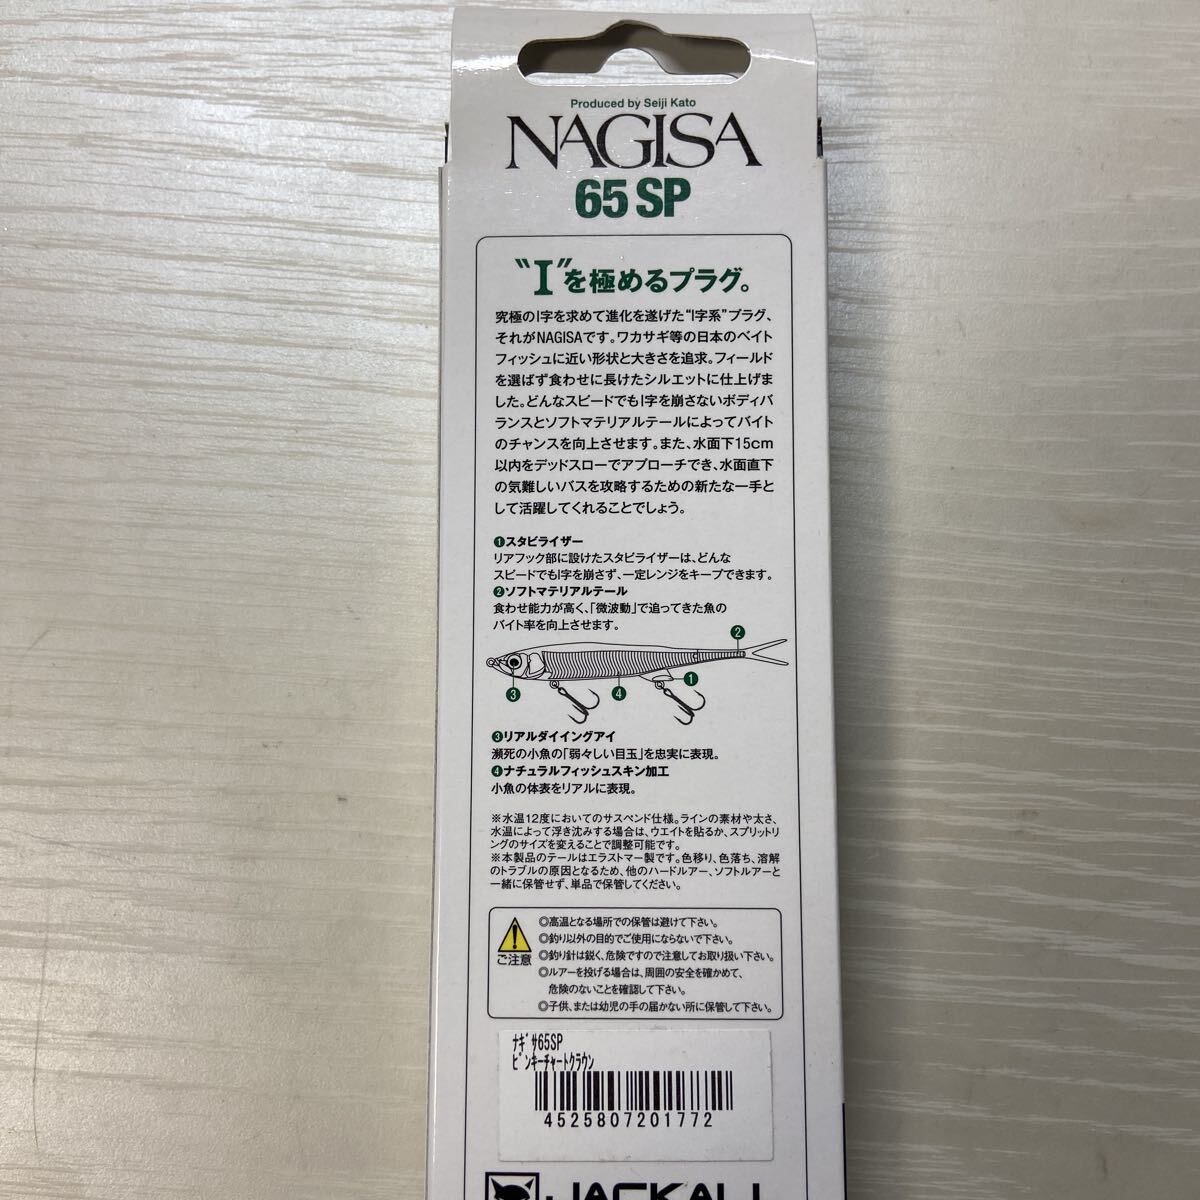 Produced by Seiji Kato
NAGISA
65 SP
"I"を極めるプラグ。
究極のI字を求めて進化を遂げた"I字系"プラグ、
それがNAGISAです。ワカサギ等の日本のベイト
フィッシュに近い形状と大きさを追求。フィールド
を選ばず食わせに長けたシルエットに仕上げま
した。どんなスピードでもI字を崩さないボディバ
ランスとソフトマテリアルテールによってバイト
のチャンスを向上させます。また、水面下15cm
以内をデッドスローでアプローチでき、水面直下
の気難しいバスを攻略するための新たな一手と
して活躍してくれることでしょう。
❶スタビライザー
リアフック部に設けたスタビライザーは、どんな
スピードでもI字を崩さず、一定レンジをキープできます。
❷ソフトマテリアルテール
食わせ能力が高く、「微波動」で追ってきた魚の
バイト率を向上させます。
❷
❶
❸
❹
❸リアルダイイングアイ
瀕死の小魚の「弱々しい目玉」を忠実に表現。
❹ナチュラルフィッシュスキン加工
小魚の体表をリアルに表現。
※水温12度においてのサスペンド仕様。ラインの素材や太さ、
水温によって浮き沈みする場合は、ウエイトを貼るか、スプリットリ
ングのサイズを変えることで調整可能です。
※本製品のテールはエラストマー製です。色移り、色落ち、溶解
のトラブルの原因となるため、他のハードルアー、ソフトルアーと
一緒に保管せず、単品で保管してください。
ご注意
◎高温となる場所での保管は避けて下さい。
◎釣り以外の目的でご使用にならないで下さい。
◎釣り針は鋭く、危険ですので注意してお取り扱い下さい。
◎ルアーを投げる場合は、周囲の安全を確かめて、
危険のないことを確認して下さい。
◎子供、または幼児の手の届かない所に保管して下さい。
ﾅｷﾞｻ65SP
ﾋﾟﾝｷｰﾁｬｰﾄｸﾗｳﾝ
4525807201772
JACKALL